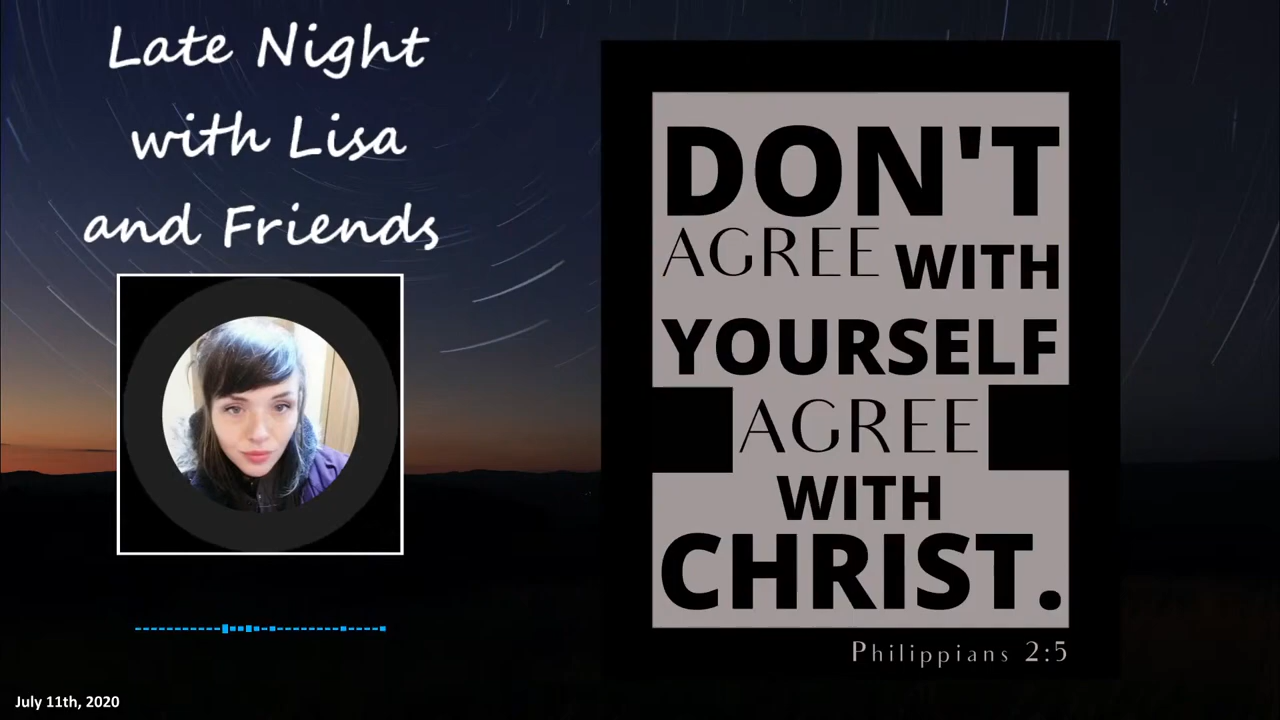 Late Night
with Lisa
and Friends
DON'T
AGREE WITH
YOURSELF
AGREE
WITH
CHRIST.
Philippians 2:5
July 11th, 2020